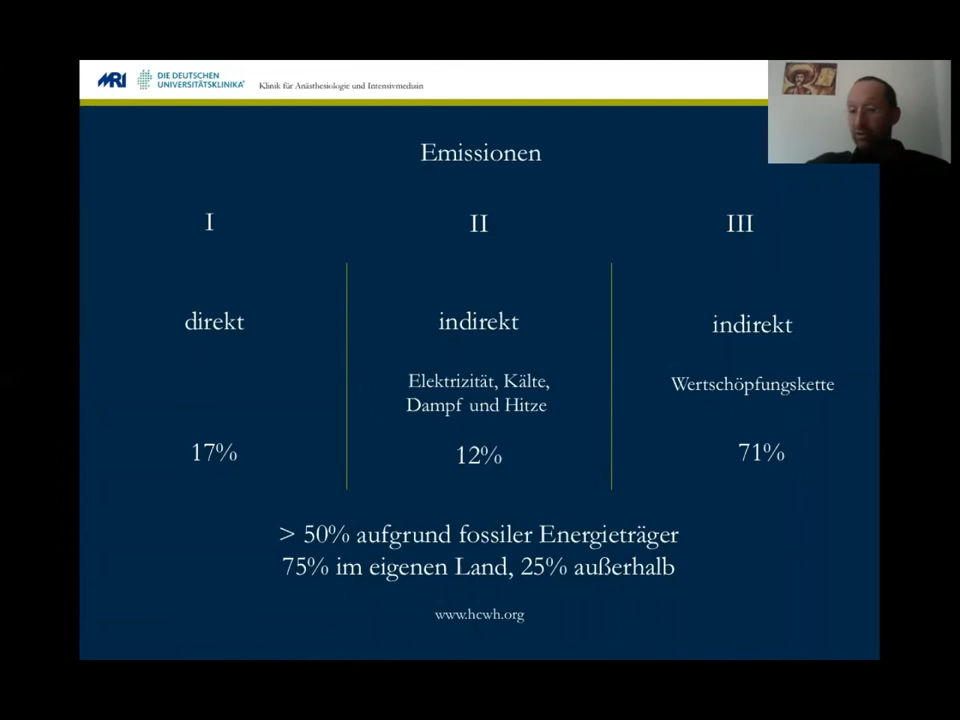 MRI
DIE DEUTSCHEN
UNIVERSITÄTSKLINIKA®
Klinik für Anästhesiologie und Intensivmedizin
Emissionen
I
II
III
direkt
indirekt
indirekt
Elektrizität, Kälte,
Dampf und Hitze
Wertschöpfungskette
17%
12%
71%
> 50% aufgrund fossiler Energieträger
75% im eigenen Land, 25% außerhalb
www.hcwh.org